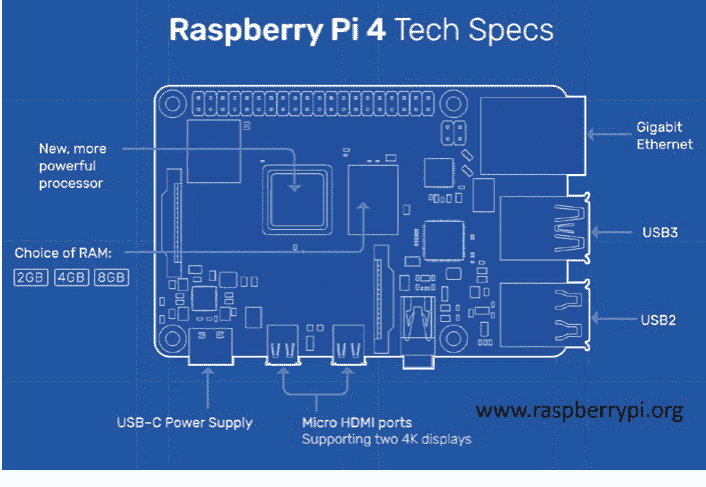 Raspberry Pi 4 Tech Specs
New, more
powerful
processor
Gigabit
Ethernet
Choice of RAM:
2GB 4GB 8GB
USB3
USB2
USB-C Power Supply
Micro HDMI ports
Supporting two 4K displays
www.raspberrypi.org